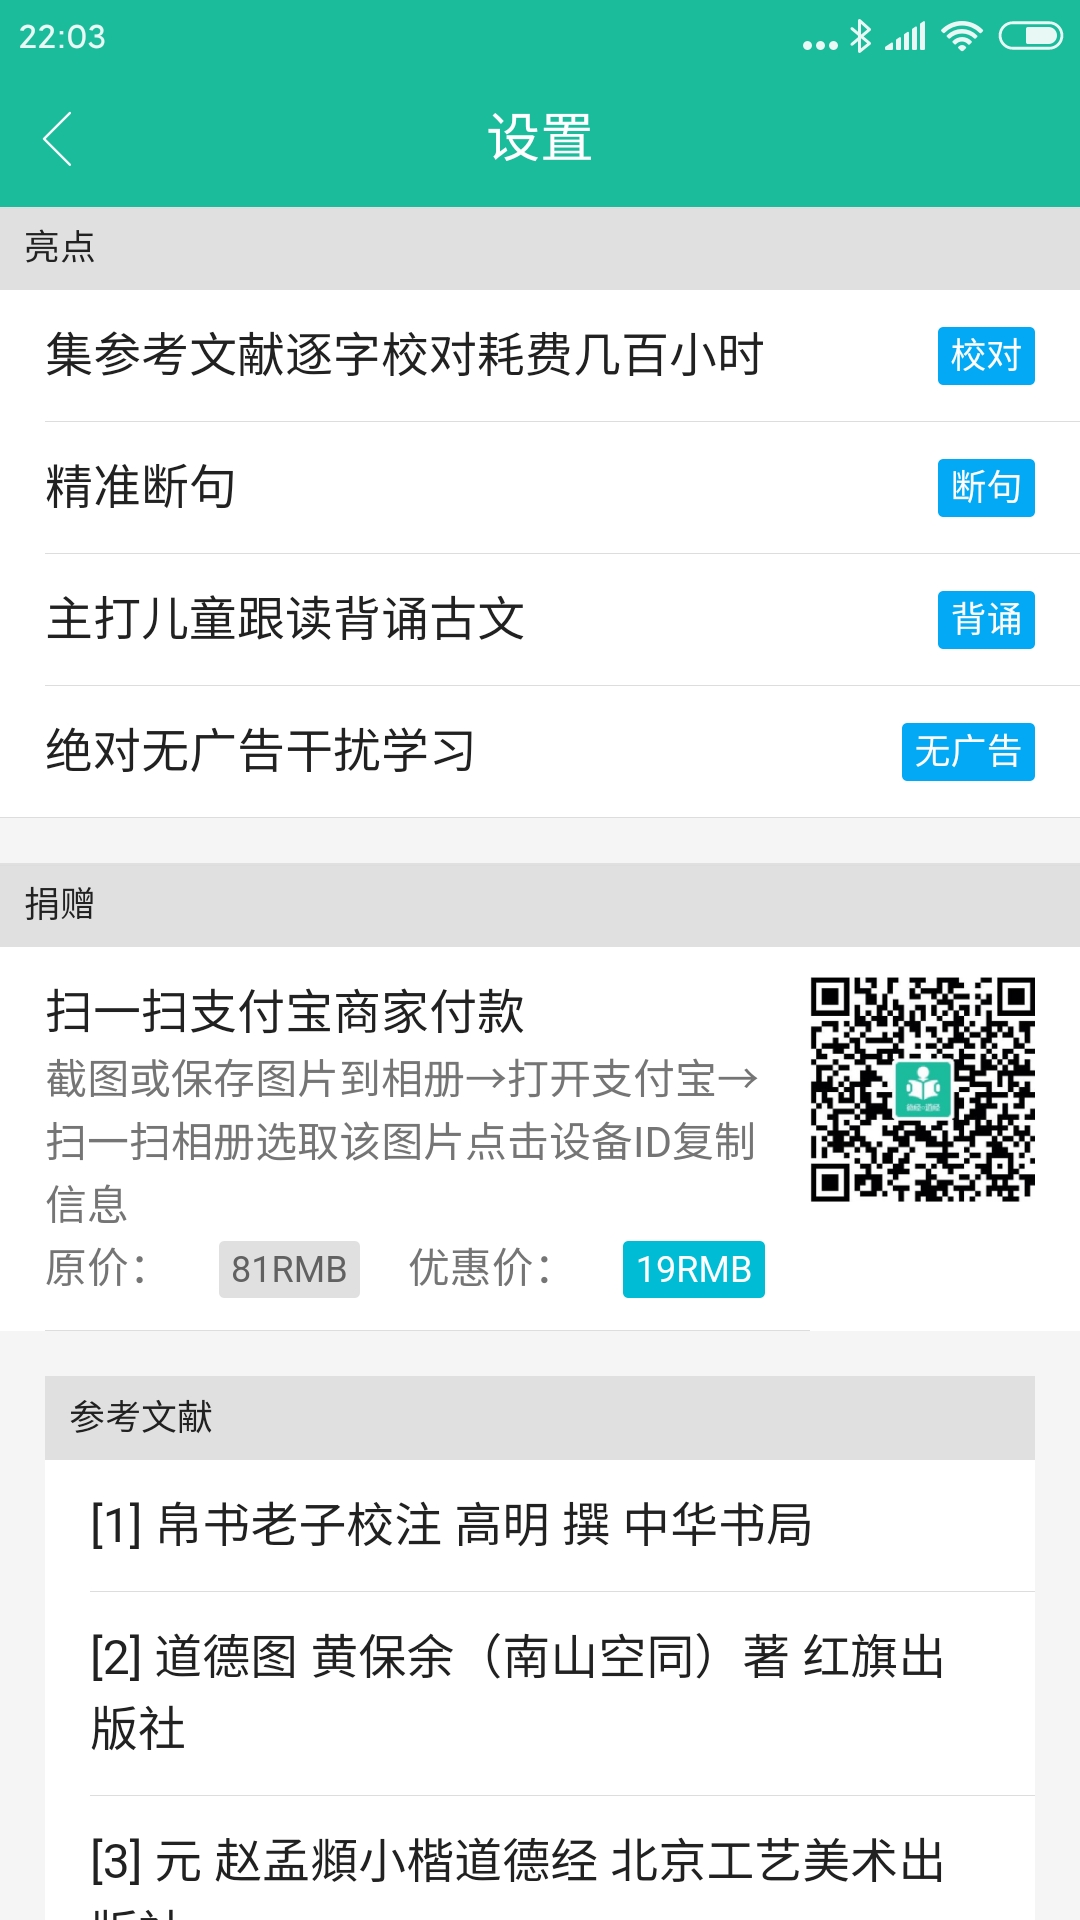 22:03
设置
亮点
集参考文献逐字校对耗费几百小时 校对
精准断句 断句
主打儿童跟读背诵古文 背诵
绝对无广告干扰学习 无广告
捐赠
扫一扫支付宝商家付款
截图或保存图片到相册→打开支付宝→
扫一扫相册选取该图片点击设备ID复制
信息
原价： 81RMB 优惠价： 19RMB
参考文献
[1] 帛书老子校注 高明 撰 中华书局
[2] 道德图 黄保余（南山空同）著 红旗出
版社
[3] 元 赵孟頫小楷道德经 北京工艺美术出